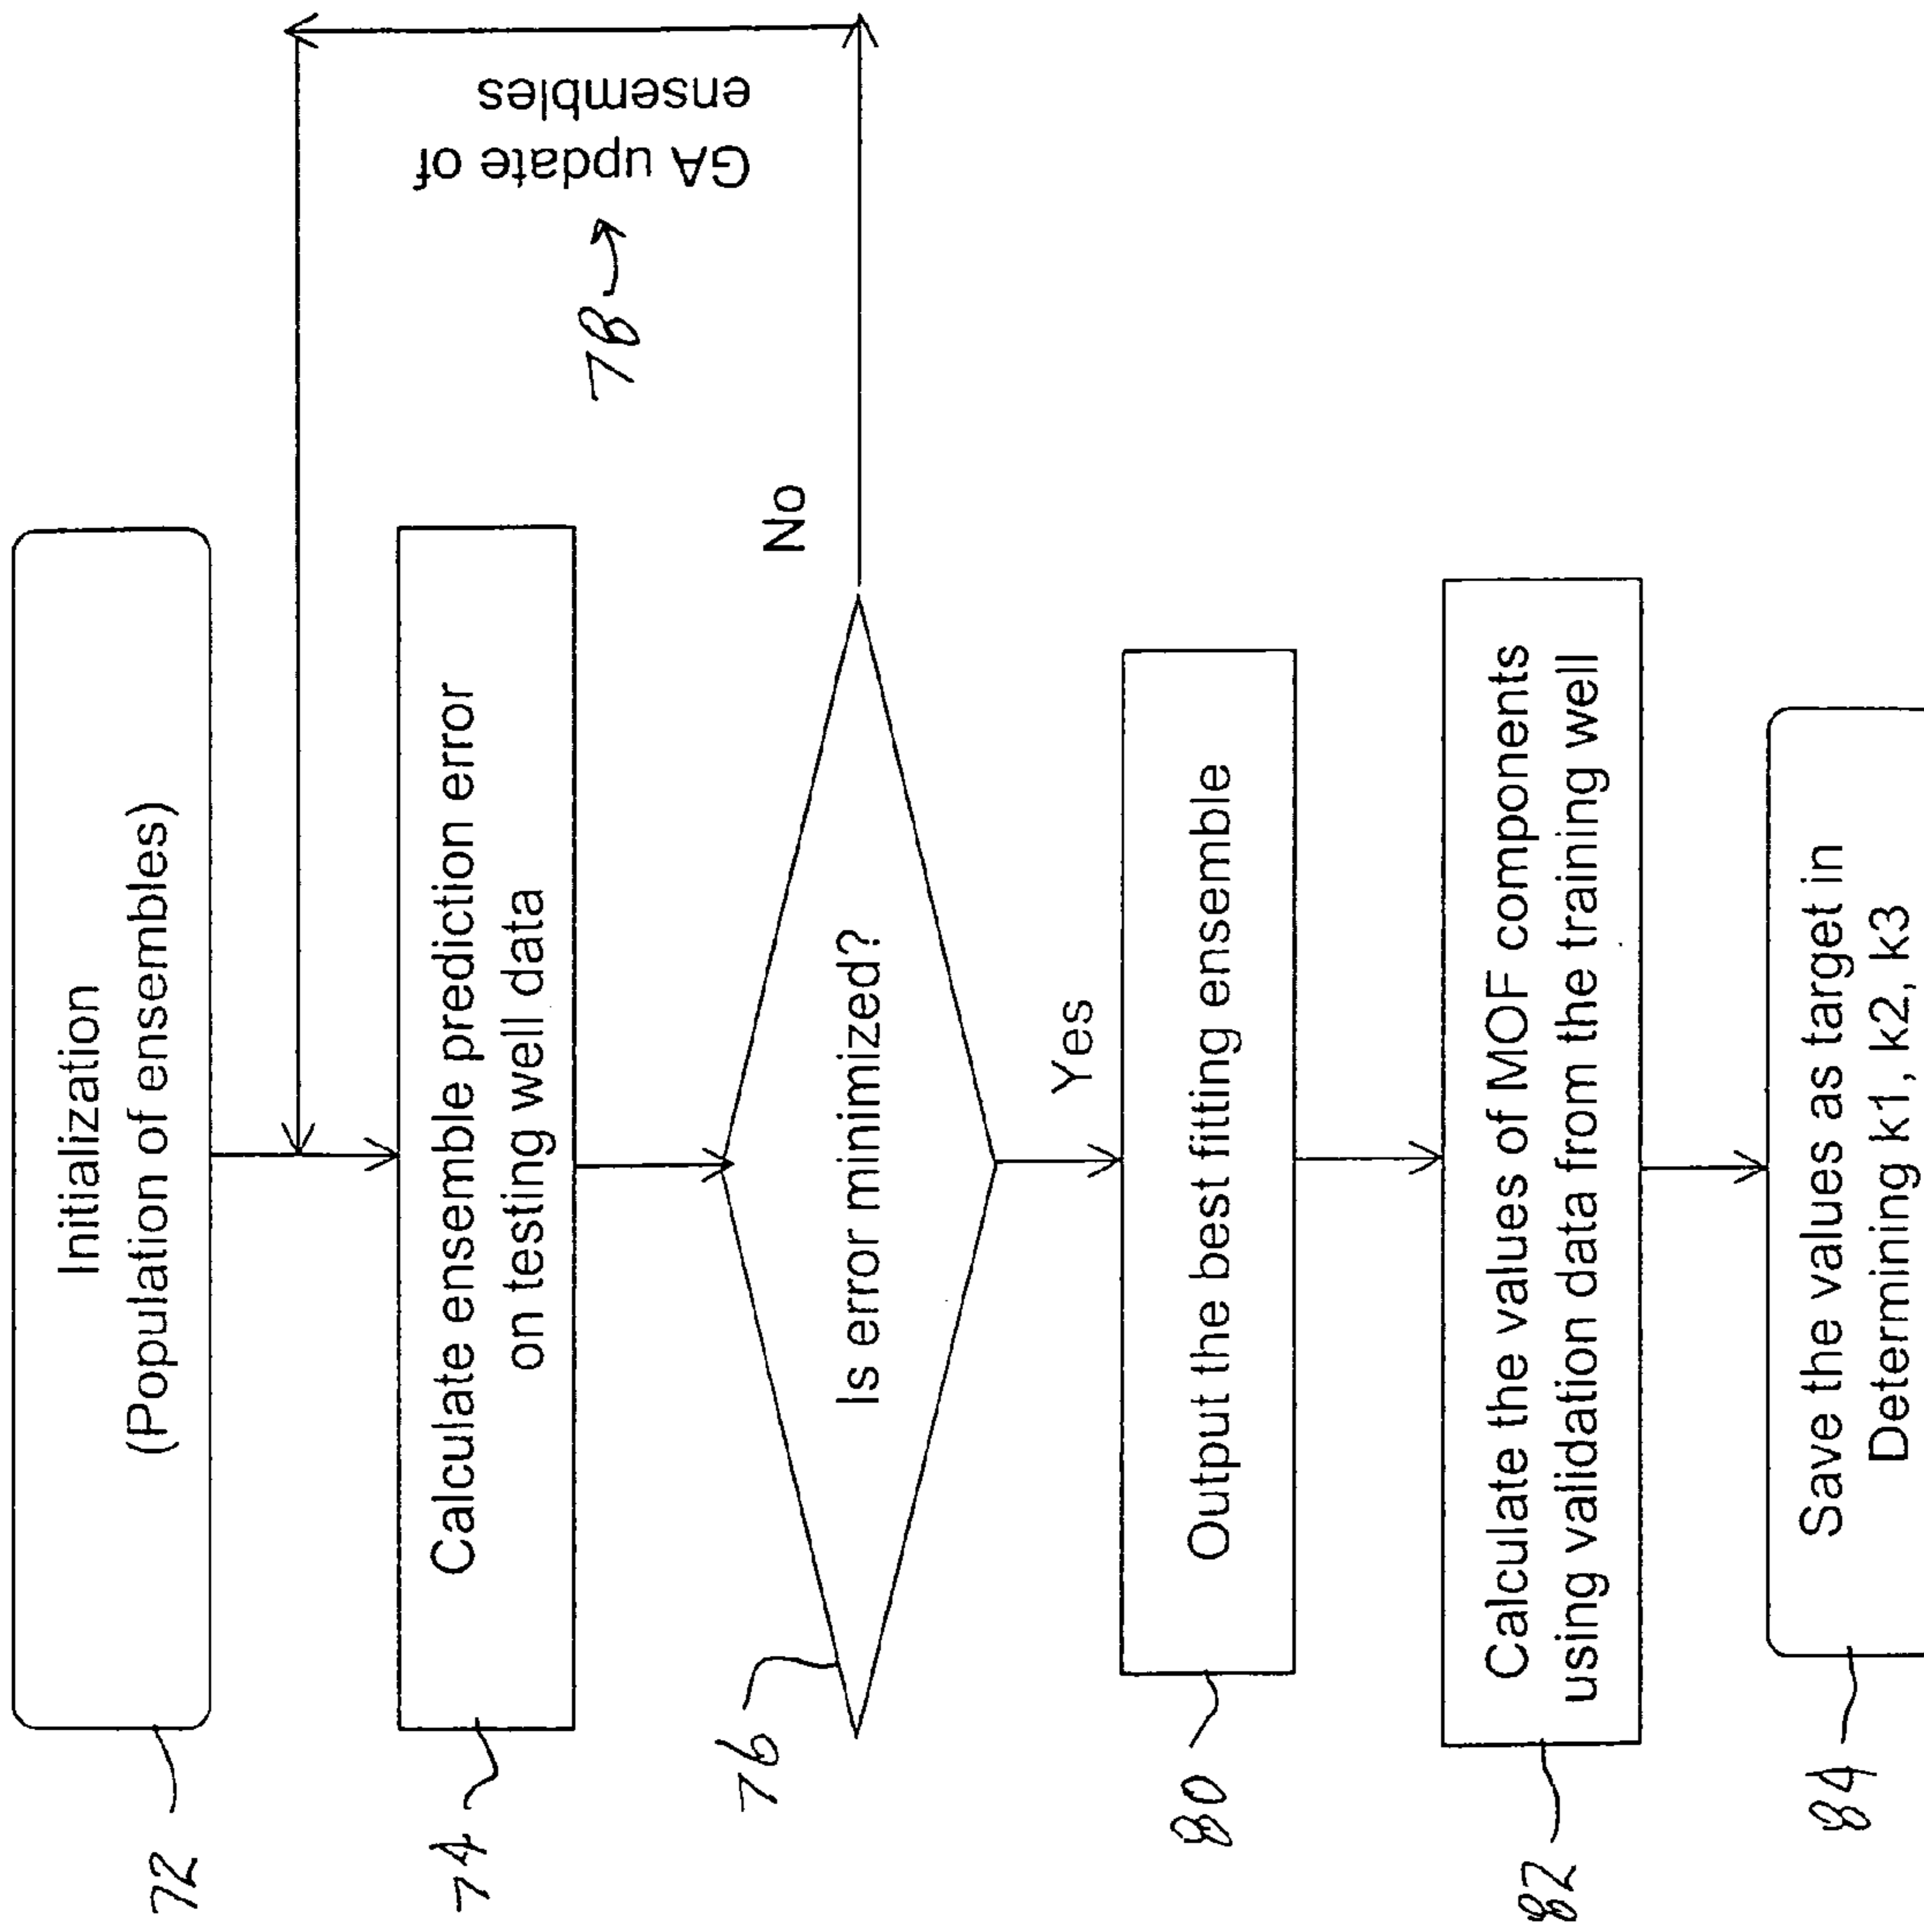 72
Initialization
(Population of ensembles)
74
Calculate ensemble prediction error
on testing well data
76
Is error minimized?
No
78
GA update of
ensembles
Yes
80
Output the best fitting ensemble
82
Calculate the values of MOF components
using validation data from the training well
84
Save the values as target in
Determining k1, k2, k3